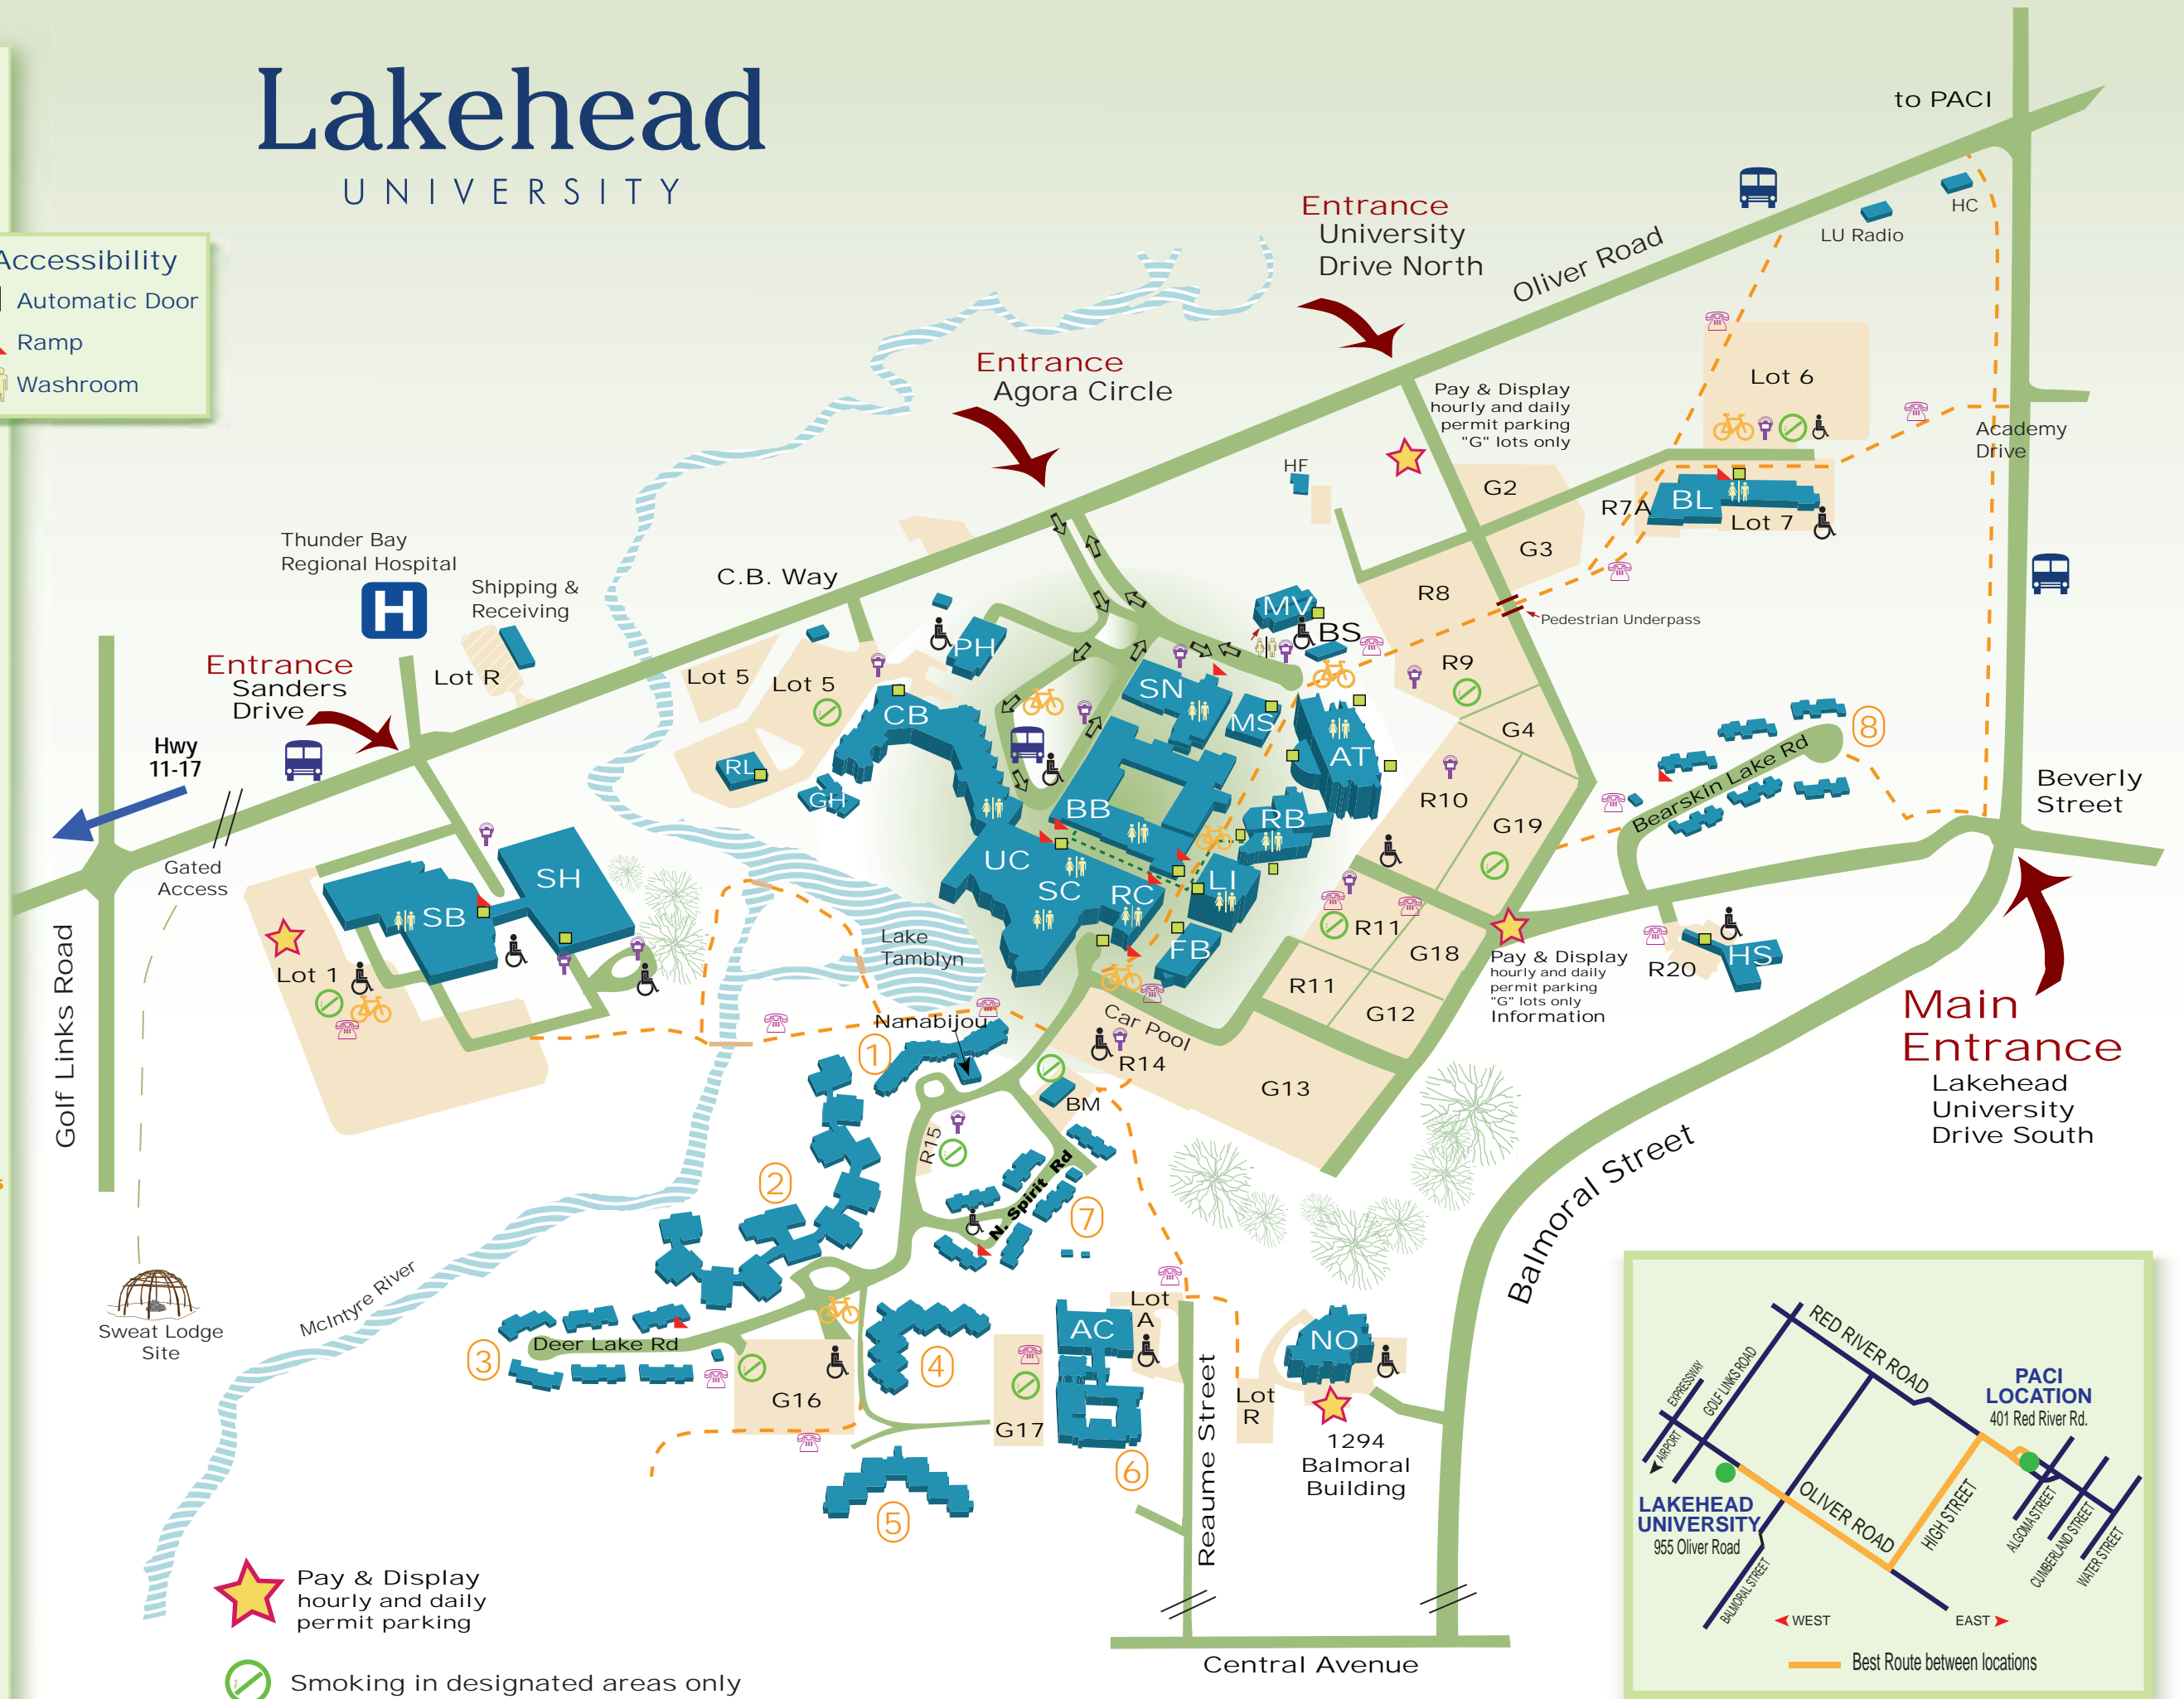 Lakehead
UNIVERSITY
Accessibility
Automatic Door
Ramp
Washroom
to PACI
HC
LU Radio
Entrance
University
Drive North
Oliver Road
Entrance
Agora Circle
Pay & Display
hourly and daily
permit parking
"G" lots only
Lot 6
Academy
Drive
HF
G2
R7A
BL
Lot 7
G3
Thunder Bay
Regional Hospital
H
Shipping &
Receiving
C.B. Way
R8
Pedestrian Underpass
MV
BS
PH
Entrance
Sanders
Drive
Lot R
Lot 5
Lot 5
R9
SN
CB
MS
G4
AT
8
Hwy
11-17
RL
GH
Bearskin Lake Rd
Beverly
Street
R10
BB
RB
G19
Gated
Access
SH
UC
SC
RC
LI
SB
Lake
Tamblyn
FB
R11
G18
Pay & Display
hourly and daily
permit parking
"G" lots only
Information
R20
HS
Lot 1
Golf Links Road
R11
G12
Main
Entrance
Lakehead
University
Drive South
Nanabijou
1
Car Pool
R14
G13
BM
R15
N. Spirit Rd
2
7
Balmoral Street
McIntyre River
Sweat Lodge
Site
Deer Lake Rd
3
4
G16
G17
AC
Lot
A
NO
Lot
R
1294
Balmoral
Building
Reaume Street
6
5
Central Avenue
Pay & Display
hourly and daily
permit parking
Smoking in designated areas only
RED RIVER ROAD
EXPRESSWAY
GOLF LINKS ROAD
PACI
LOCATION
401 Red River Rd.
AIRPORT
LAKEHEAD
UNIVERSITY
955 Oliver Road
OLIVER ROAD
HIGH STREET
ALGOMA STREET
CUMBERLAND STREET
WATER STREET
BALMORAL STREET
WEST
EAST
Best Route between locations